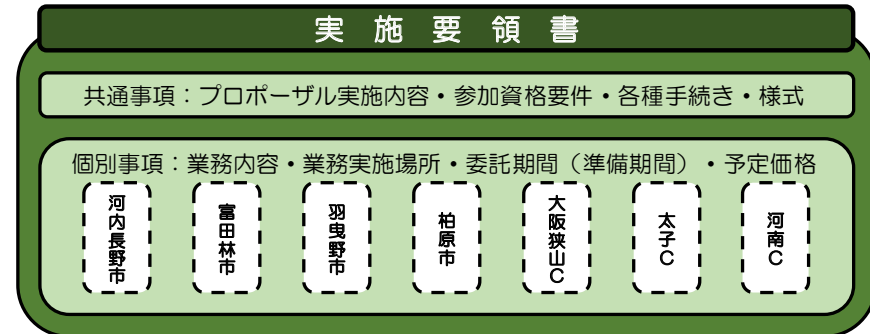 実施要領書
共通事項：プロポーザル実施内容・参加資格要件・各種手続き・様式
個別事項：業務内容・業務実施場所・委託期間（準備期間）・予定価格
河内長野市
富田林市
羽曳野市
柏原市
大阪狭山C
太子C
河南C